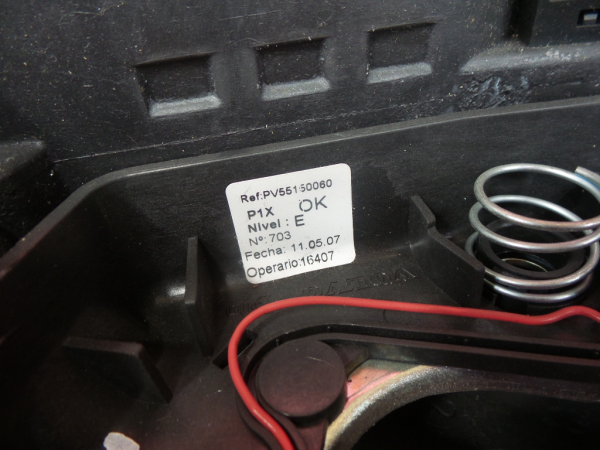 Ref:PV55150060
P1X OK
Nivel : E
Nº:703
Fecha: 11.05.07
Operario:16407